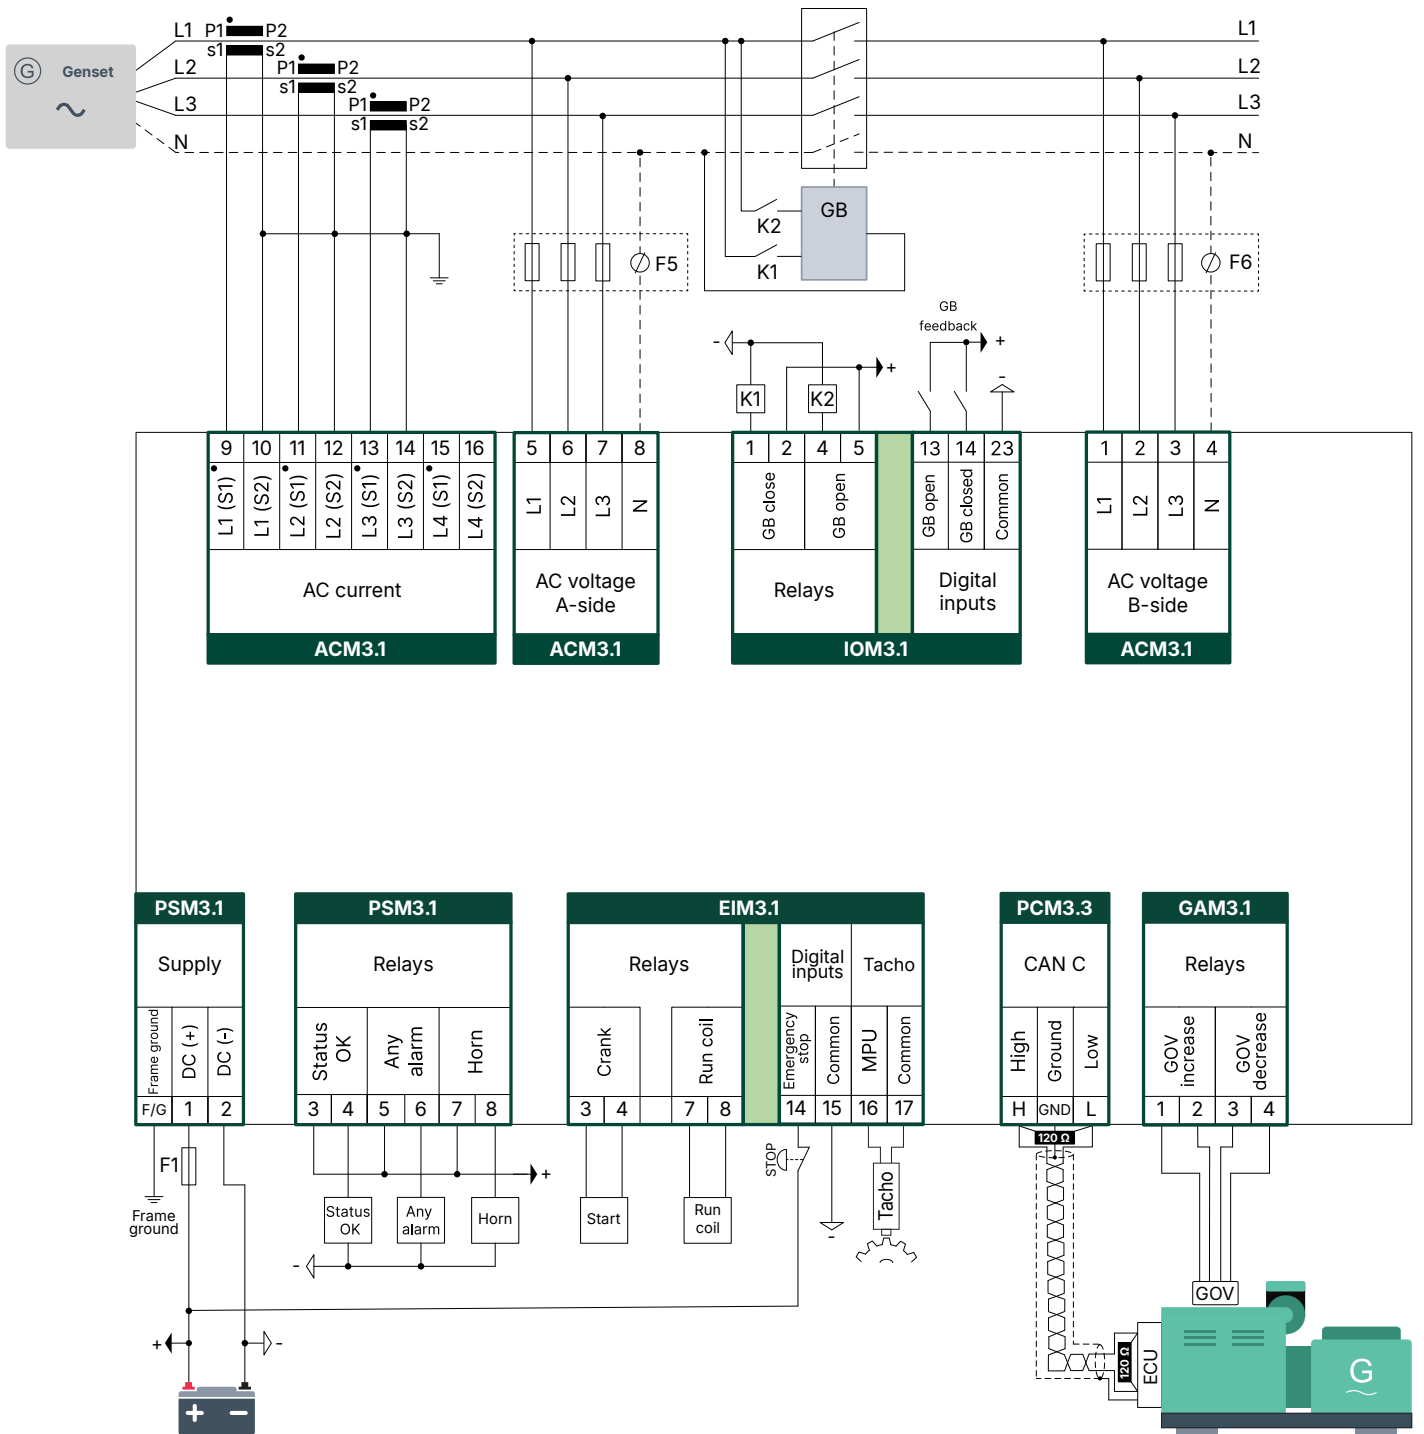 L1 P1 P2 L1
s1 s2
G Genset L2 P1 P2 L2
s1 s2
L3 P1 P2 L3
s1 s2
N N
K2 GB
K1
F5 F6
GB
feedback
- + + -
K1 K2
9 10 11 12 13 14 15 16
L1 (S1) L1 (S2) L2 (S1) L2 (S2) L3 (S1) L3 (S2) L4 (S1) L4 (S2)
AC current
ACM3.1
5 6 7 8
L1 L2 L3 N
AC voltage
A-side
ACM3.1
1 2 4 5 13 14 23
GB close GB open GB open GB closed Common
Relays Digital
inputs
IOM3.1
1 2 3 4
L1 L2 L3 N
AC voltage
B-side
ACM3.1
PSM3.1
Supply
Frame ground DC (+) DC (-)
F/G 1 2
F1
Frame
ground
PSM3.1
Relays
Status
OK
Any
alarm
Horn
3 4 5 6 7 8
+
Status
OK
Any
alarm
Horn
-
EIM3.1
Relays Digital
inputs
Tacho
Crank Run coil
Emergency
stop
Common MPU Common
3 4 7 8 14 15 16 17
STOP
Start
Run
coil
-
Tacho
PCM3.3
CAN C
High Ground Low
H GND L
120 Ω
120 Ω
ECU
GAM3.1
Relays
GOV
increase
GOV
decrease
1 2 3 4
GOV
G
+ -
+ −